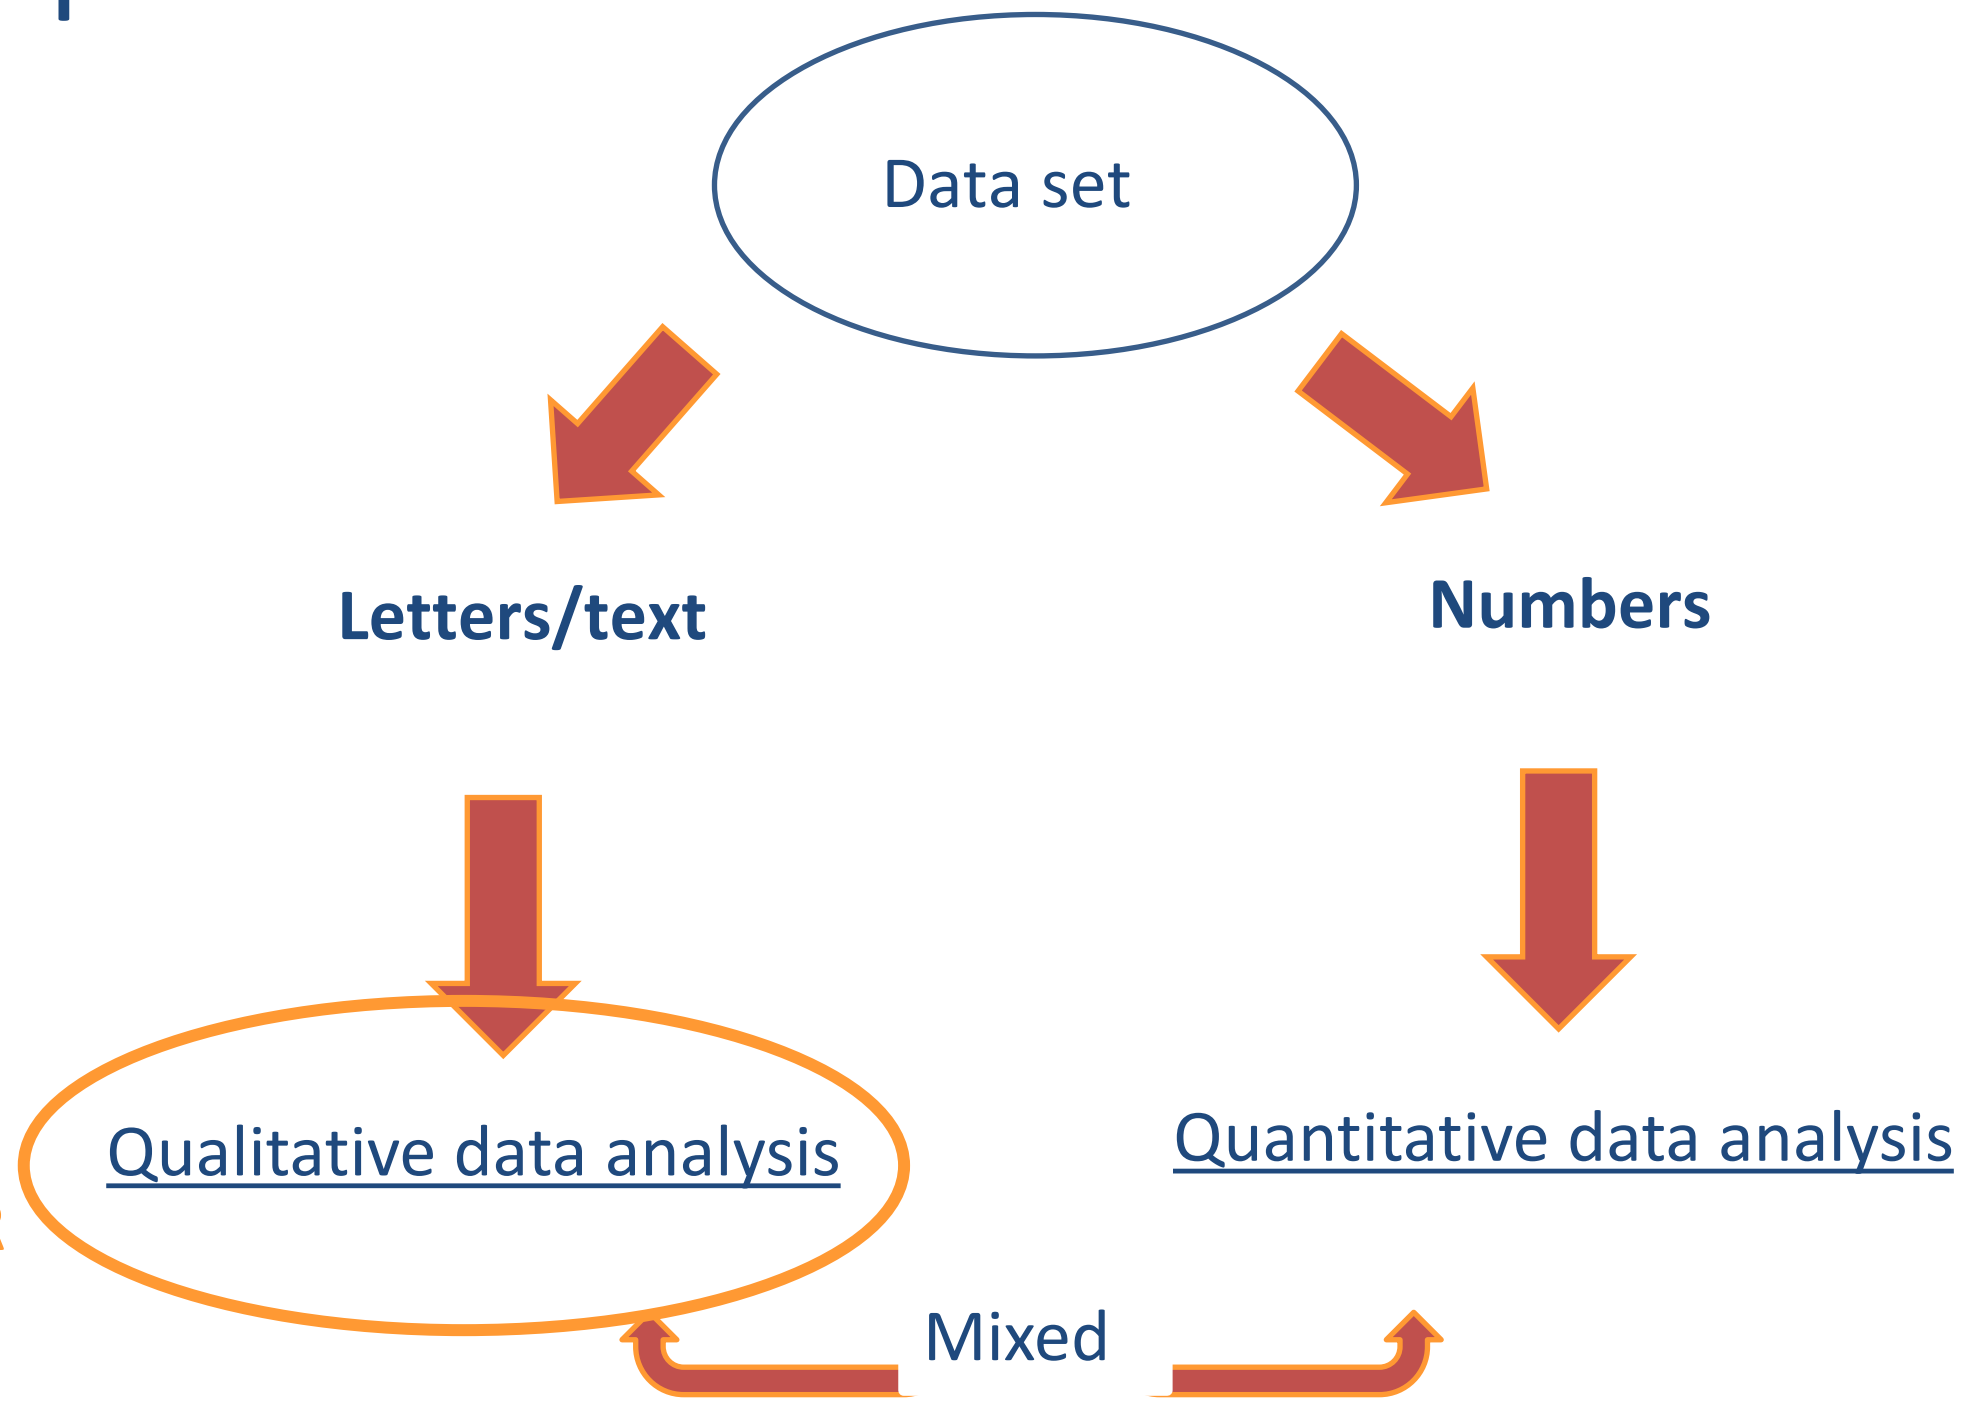 Data set
Letters/text
Numbers
Qualitative data analysis
Quantitative data analysis
Mixed